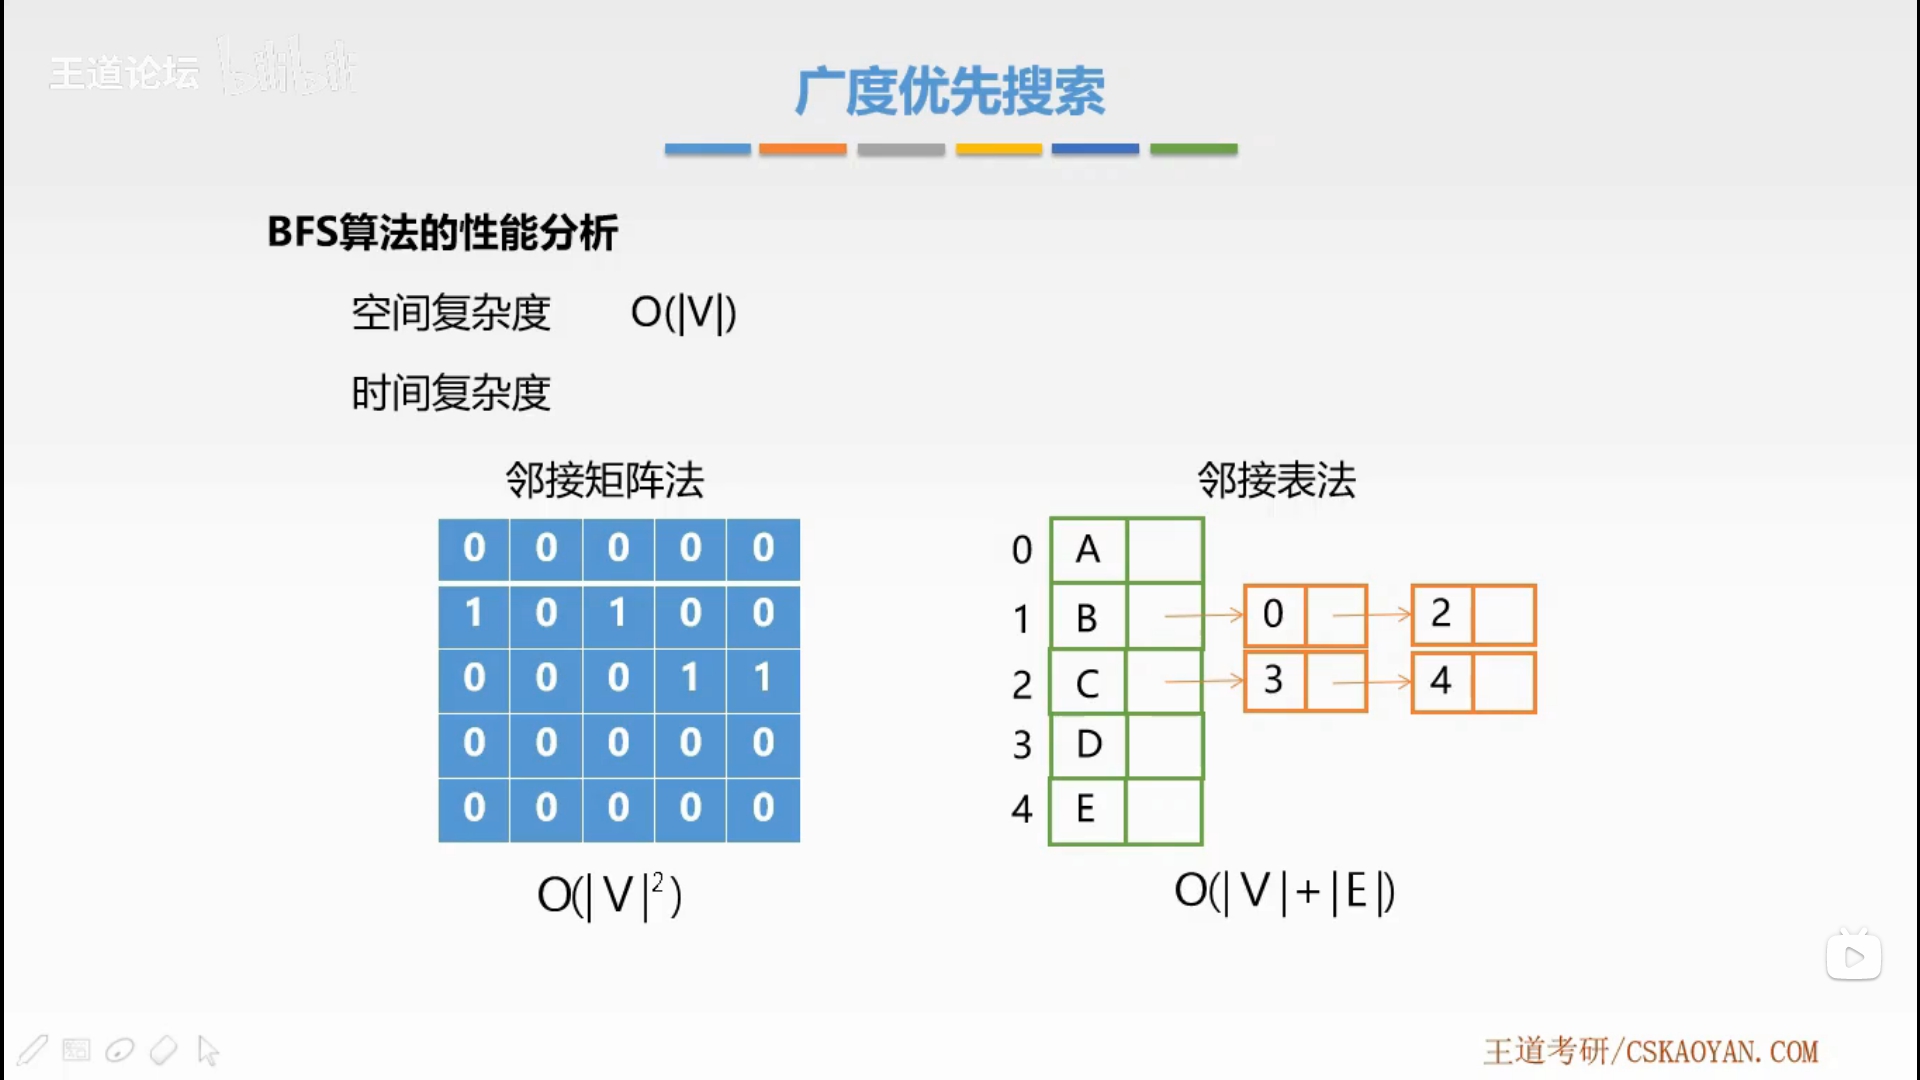 王道论坛 bilibili
广度优先搜索
BFS算法的性能分析
空间复杂度 O(|V|)
时间复杂度
邻接矩阵法
0 0 0 0 0
1 0 1 0 0
0 0 0 1 1
0 0 0 0 0
0 0 0 0 0
O(|V|²)
邻接表法
0 A
1 B 0 2
2 C 3 4
3 D
4 E
O(|V|+|E|)
王道考研/CSKAOYAN.COM